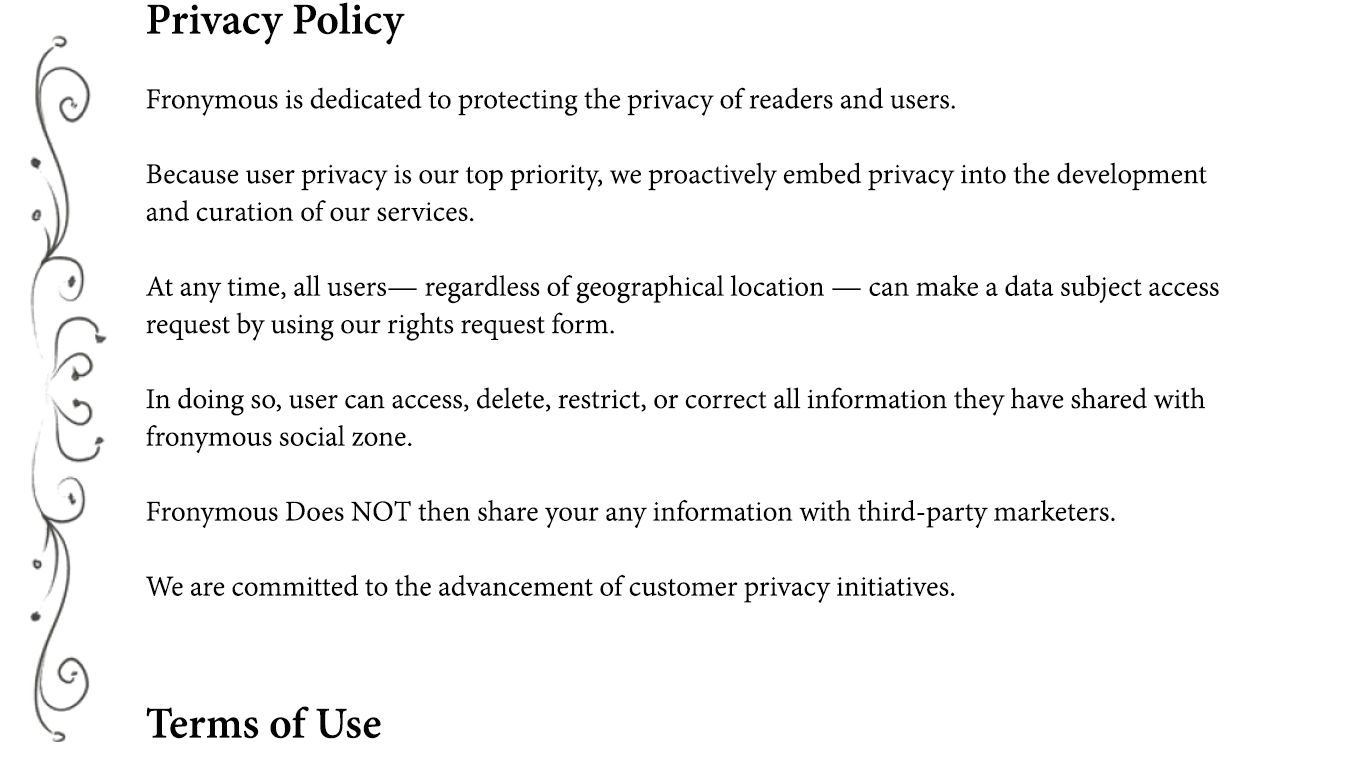 Privacy Policy
Fronymous is dedicated to protecting the privacy of readers and users.
Because user privacy is our top priority, we proactively embed privacy into the development
and curation of our services.
At any time, all users— regardless of geographical location — can make a data subject access
request by using our rights request form.
In doing so, user can access, delete, restrict, or correct all information they have shared with
fronymous social zone.
Fronymous Does NOT then share your any information with third-party marketers.
We are committed to the advancement of customer privacy initiatives.
Terms of Use